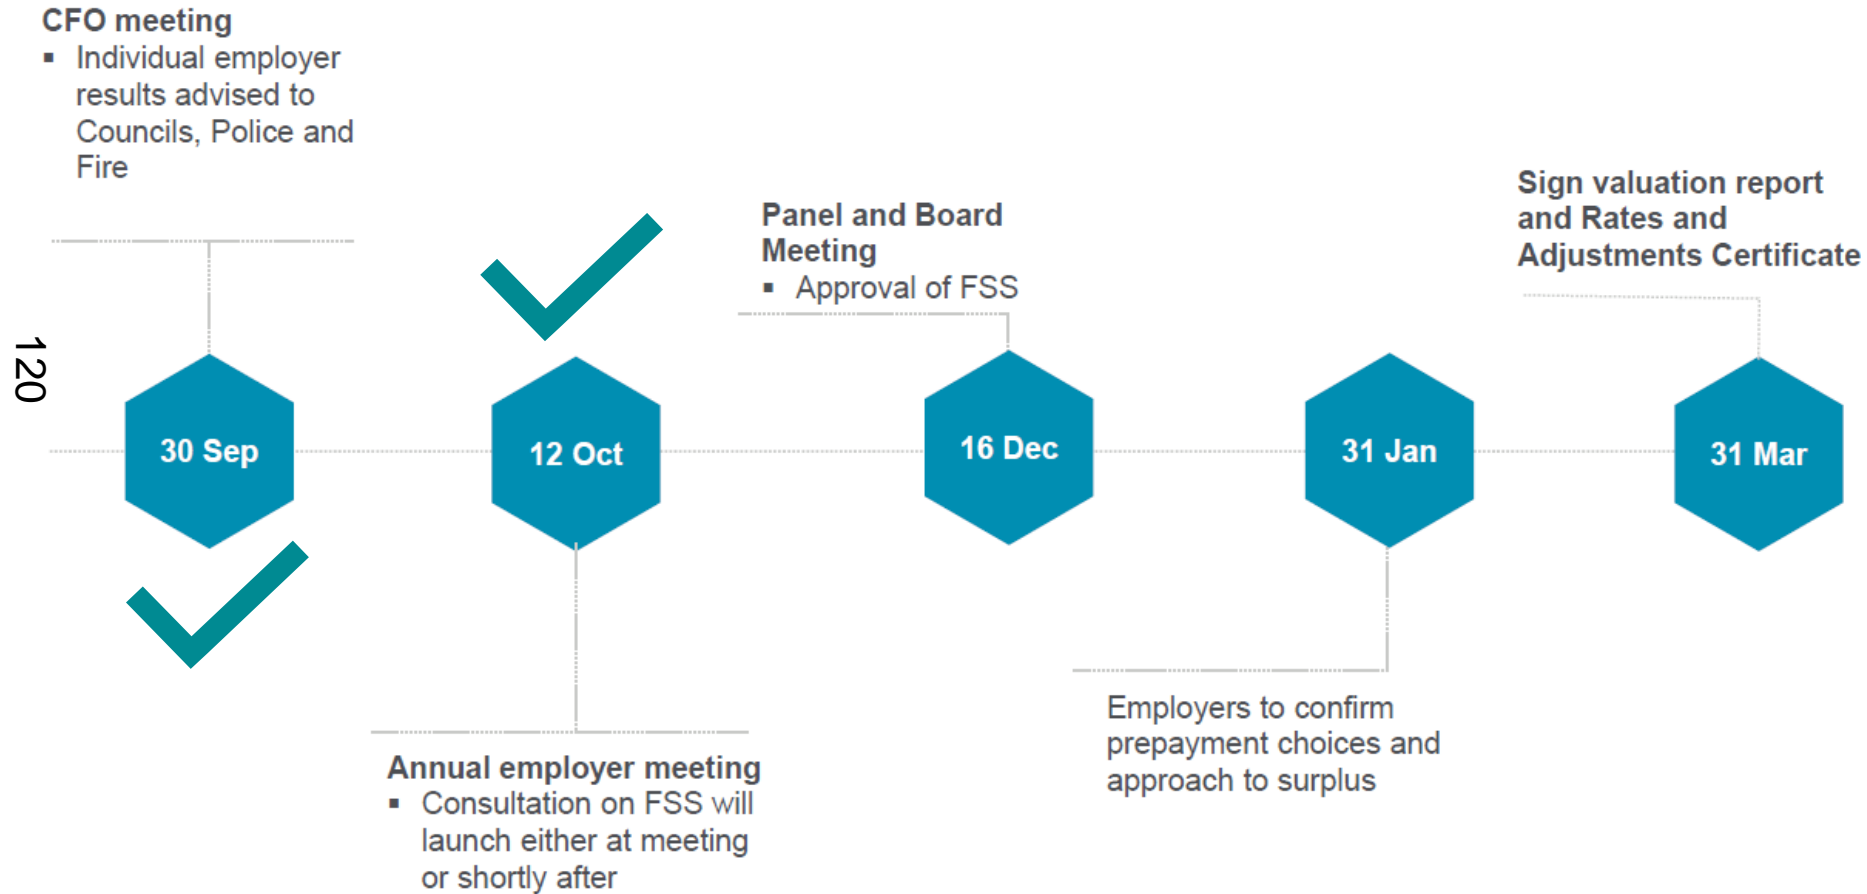 CFO meeting
▪ Individual employer
results advised to
Councils, Police and
Fire
Panel and Board
Meeting
▪ Approval of FSS
Sign valuation report
and Rates and
Adjustments Certificate
120
30 Sep
12 Oct
16 Dec
31 Jan
31 Mar
Annual employer meeting
▪ Consultation on FSS will
launch either at meeting
or shortly after
Employers to confirm
prepayment choices and
approach to surplus